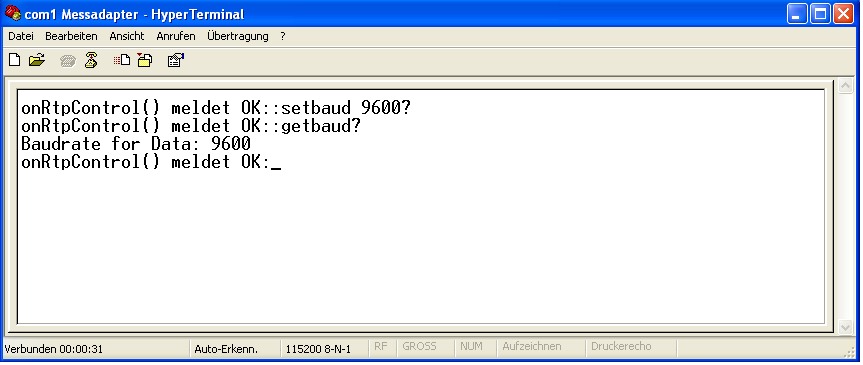 com1 Messadapter - HyperTerminal
Datei Bearbeiten Ansicht Anrufen Übertragung ?
onRtpControl() meldet OK::setbaud 9600?
onRtpControl() meldet OK::getbaud?
Baudrate for Data: 9600
onRtpControl() meldet OK:_
Verbunden 00:00:31 Auto-Erkenn. 115200 8-N-1 RF GROSS NUM Aufzeichnen Druckerecho